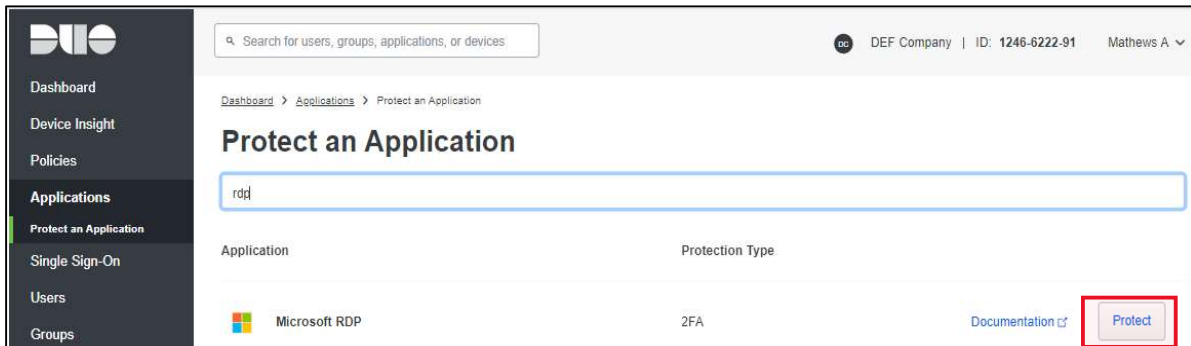 DUO
Search for users, groups, applications, or devices
DC DEF Company | ID: 1246-6222-91 Mathews A
Dashboard
Device Insight
Policies
Applications
Protect an Application
Single Sign-On
Users
Groups
Dashboard > Applications > Protect an Application
Protect an Application
rdp
Application Protection Type
Microsoft RDP 2FA Documentation Protect